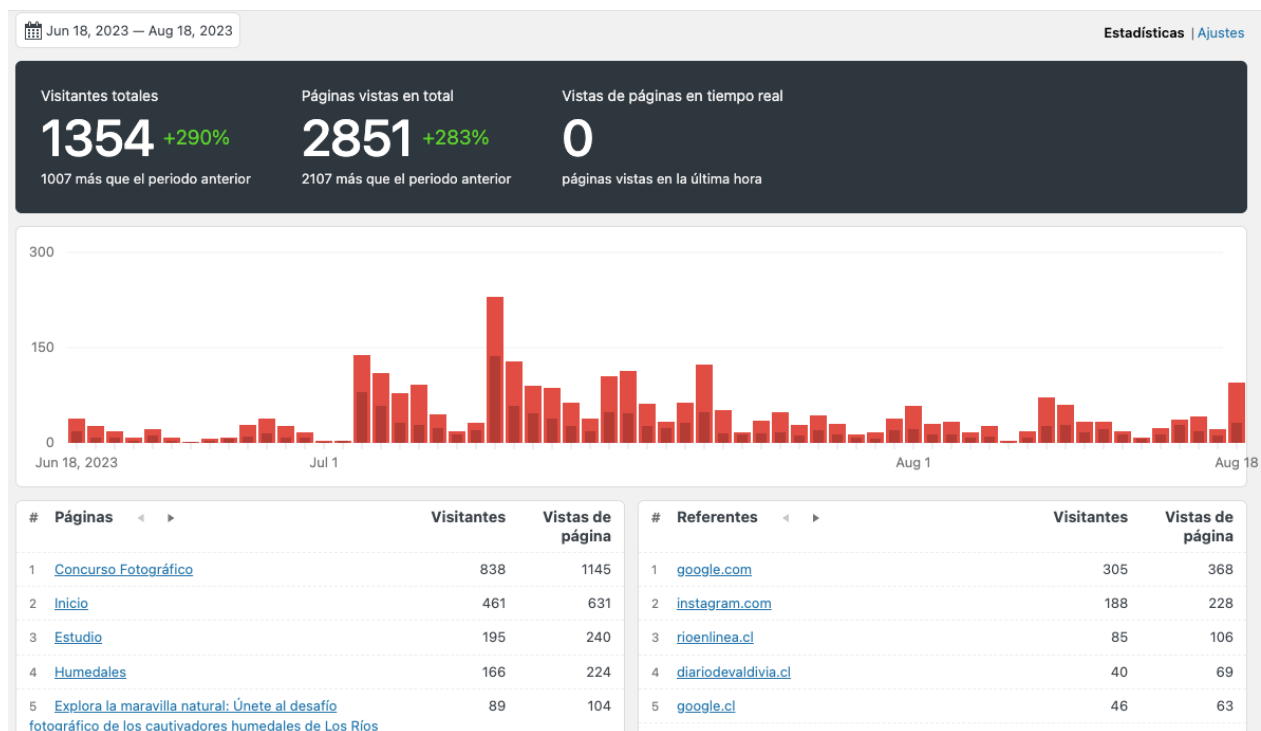 Jun 18, 2023 — Aug 18, 2023
Estadísticas | Ajustes
Visitantes totales
1354 +290%
1007 más que el periodo anterior
Páginas vistas en total
2851 +283%
2107 más que el periodo anterior
Vistas de páginas en tiempo real
0
páginas vistas en la última hora
300
150
0
Jun 18, 2023 Jul 1 Aug 1 Aug 18
# Páginas ◂ ▸ Visitantes Vistas de
página
1 Concurso Fotográfico 838 1145
2 Inicio 461 631
3 Estudio 195 240
4 Humedales 166 224
5 Explora la maravilla natural: Únete al desafío 89 104
fotográfico de los cautivadores humedales de Los Ríos
# Referentes ◂ ▸ Visitantes Vistas de
página
1 google.com 305 368
2 instagram.com 188 228
3 rioenlinea.cl 85 106
4 diariodevaldivia.cl 40 69
5 google.cl 46 63